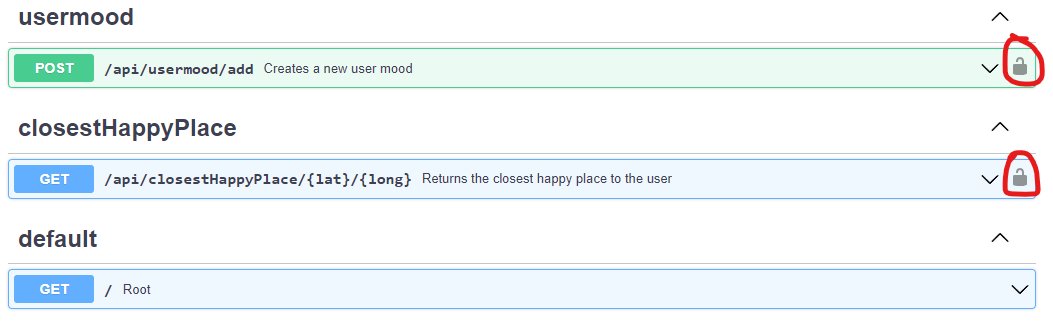 usermood
POST /api/usermood/add Creates a new user mood
closestHappyPlace
GET /api/closestHappyPlace/{lat}/{long} Returns the closest happy place to the user
default
GET / Root